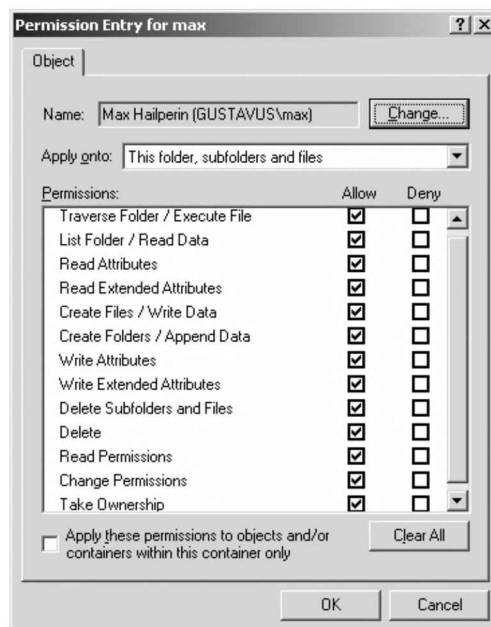 Permission Entry for max
Object
Name: Max Hailperin (GUSTAVUS\max) Change...
Apply onto: This folder, subfolders and files
Permissions: Allow Deny
Traverse Folder / Execute File
List Folder / Read Data
Read Attributes
Read Extended Attributes
Create Files / Write Data
Create Folders / Append Data
Write Attributes
Write Extended Attributes
Delete Subfolders and Files
Delete
Read Permissions
Change Permissions
Take Ownership
Apply these permissions to objects and/or Clear All
containers within this container only
OK Cancel